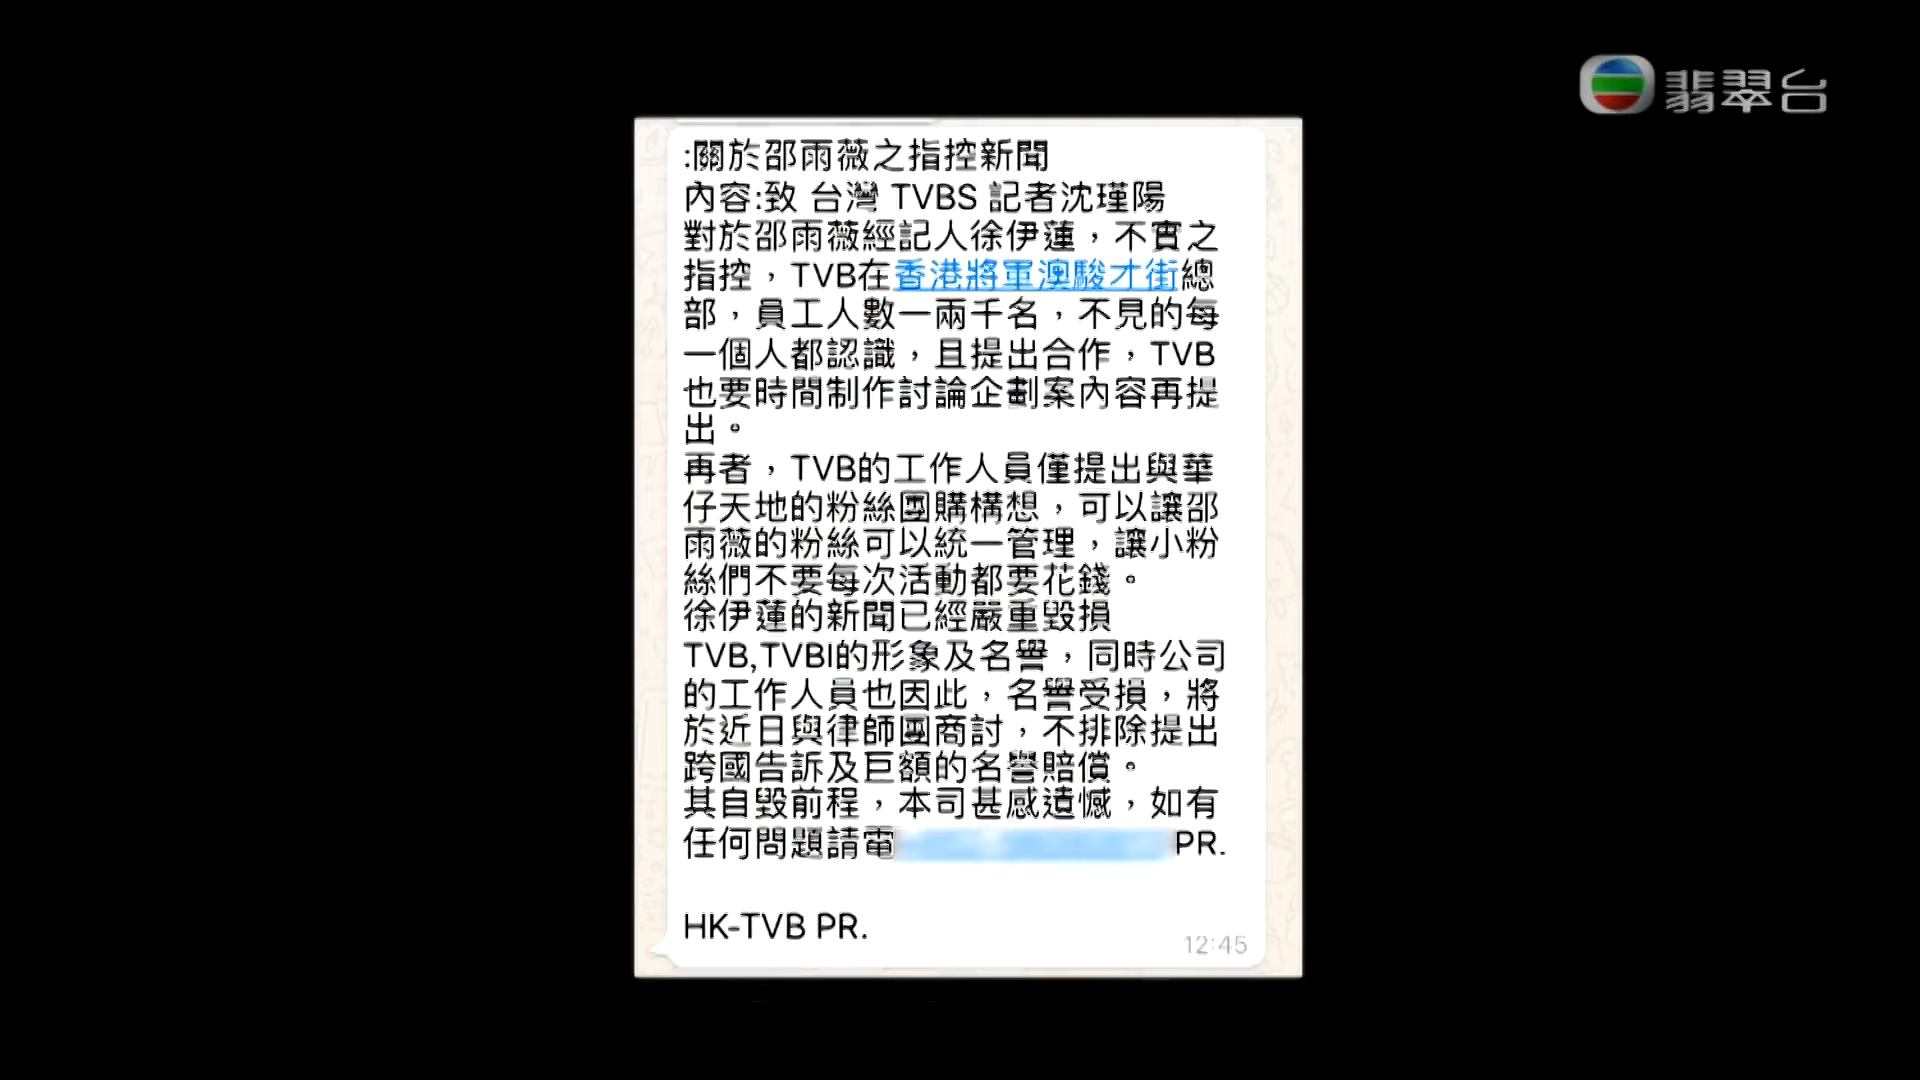 翡翠台
:關於邵雨薇之指控新聞
內容:致 台灣 TVBS 記者沈瑾陽
對於邵雨薇經記人徐伊蓮，不實之
指控，TVB在香港將軍澳駿才街總
部，員工人數一兩千名，不見的每
一個人都認識，且提出合作，TVB
也要時間制作討論企劃案內容再提
出。
再者，TVB的工作人員僅提出與華
仔天地的粉絲團購構想，可以讓邵
雨薇的粉絲可以統一管理，讓小粉
絲們不要每次活動都要花錢。
徐伊蓮的新聞已經嚴重毀損
TVB,TVBI的形象及名譽，同時公司
的工作人員也因此，名譽受損，將
於近日與律師團商討，不排除提出
跨國告訴及巨額的名譽賠償。
其自毀前程，本司甚感遺憾，如有
任何問題請電 PR.
HK-TVB PR.
12:45